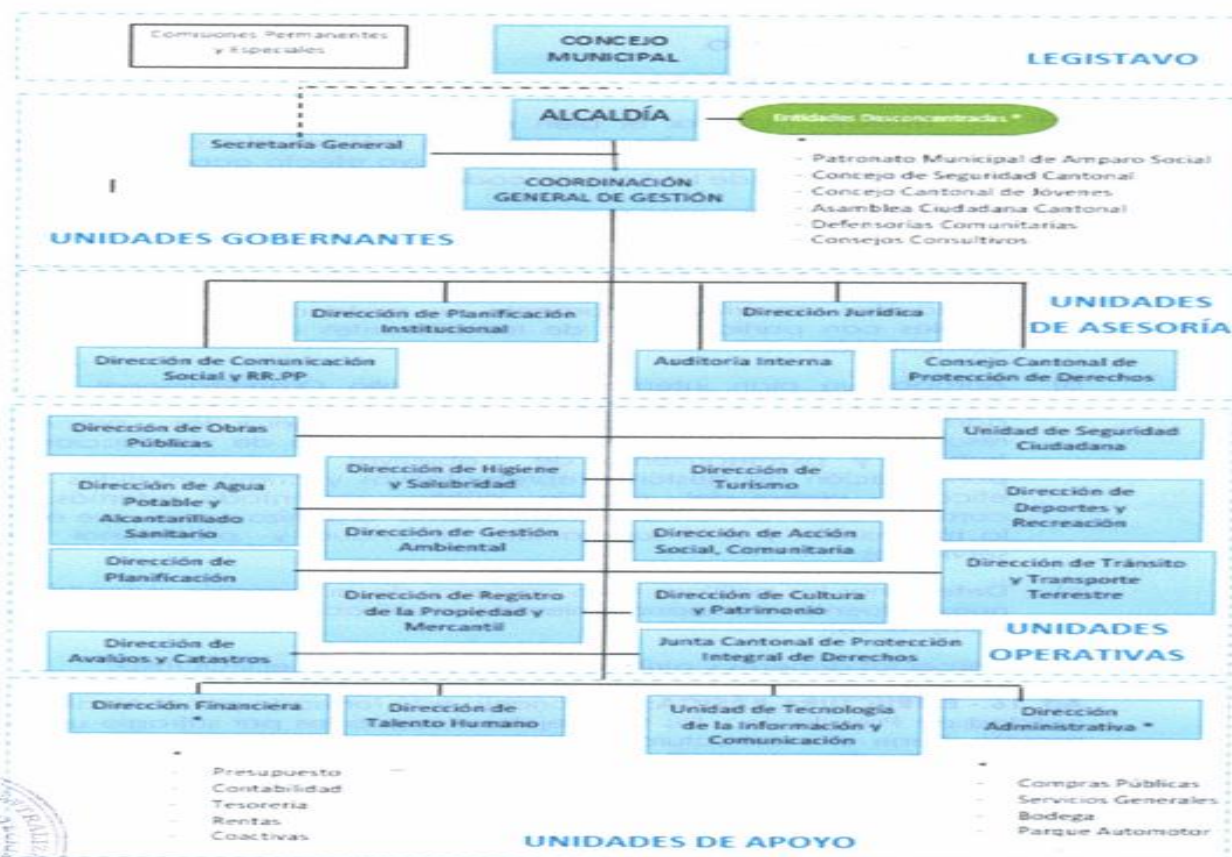 Comisiones Permanentes
y Especiales
CONCEJO
MUNICIPAL
LEGISTAVO
ALCALDÍA
Entidades Desconcentradas *
Secretaría General
*
- Patronato Municipal de Amparo Social
- Concejo de Seguridad Cantonal
- Concejo Cantonal de Jóvenes
- Asamblea Ciudadana Cantonal
- Defensorías Comunitarias
- Consejos Consultivos
COORDINACIÓN
GENERAL DE GESTIÓN
UNIDADES GOBERNANTES
UNIDADES
DE ASESORÍA
Dirección de Planificación
Institucional
Dirección Jurídica
Dirección de Comunicación
Social y RR.PP
Auditoría Interna
Consejo Cantonal de
Protección de Derechos
Dirección de Obras
Públicas
Unidad de Seguridad
Ciudadana
Dirección de Higiene
y Salubridad
Dirección de
Turismo
Dirección de Agua
Potable y
Alcantarillado
Sanitario
Dirección de
Deportes y
Recreación
Dirección de Gestión
Ambiental
Dirección de Acción
Social, Comunitaria
Dirección de
Planificación
Dirección de Tránsito
y Transporte
Terrestre
Dirección de Registro
de la Propiedad y
Mercantil
Dirección de Cultura
y Patrimonio
UNIDADES
OPERATIVAS
Dirección de
Avalúos y Catastros
Junta Cantonal de Protección
Integral de Derechos
Dirección Financiera
*
Dirección de
Talento Humano
Unidad de Tecnología
de la Información y
Comunicación
Dirección
Administrativa *
*
- Presupuesto
- Contabilidad
- Tesorería
- Rentas
- Coactivas
*
- Compras Públicas
- Servicios Generales
- Bodega
- Parque Automotor
UNIDADES DE APOYO